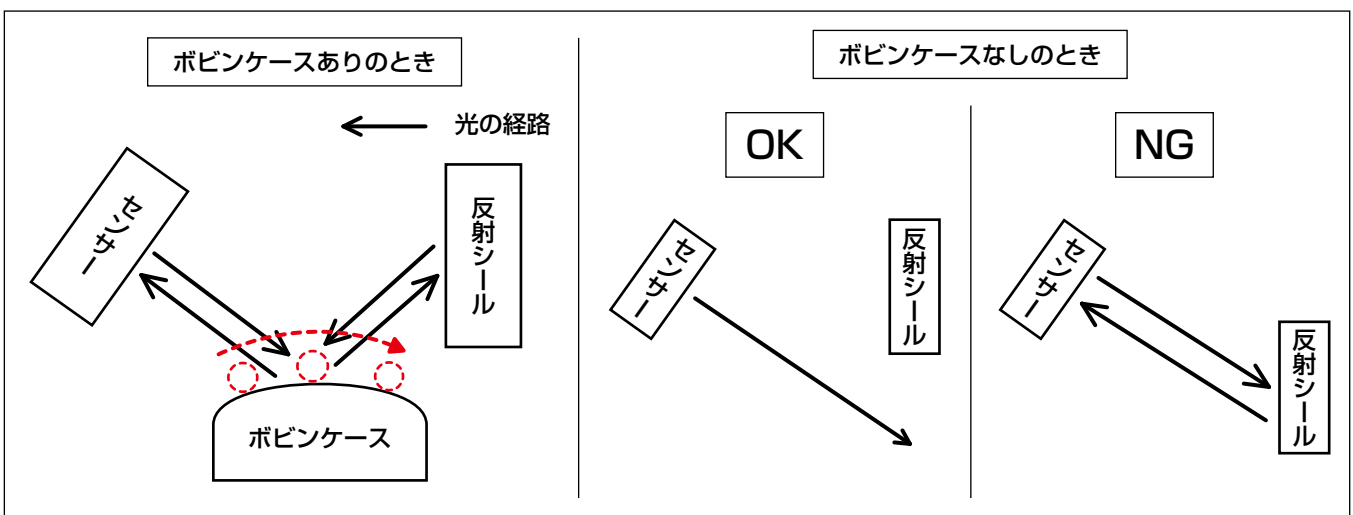 ボビンケースありのとき
光の経路
センサー
反射シール
ボビンケース
ボビンケースなしのとき
OK
センサー
反射シール
NG
センサー
反射シール